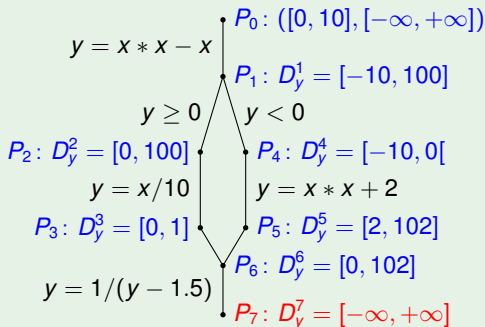 P₀: ([0, 10], [−∞, +∞])
y = x ∗ x − x
P₁: D¹ᵧ = [−10, 100]
y ≥ 0 y < 0
P₂: D²ᵧ = [0, 100] P₄: D⁴ᵧ = [−10, 0[
y = x/10 y = x ∗ x + 2
P₃: D³ᵧ = [0, 1] P₅: D⁵ᵧ = [2, 102]
P₆: D⁶ᵧ = [0, 102]
y = 1/(y − 1.5)
P₇: D⁷ᵧ = [−∞, +∞]